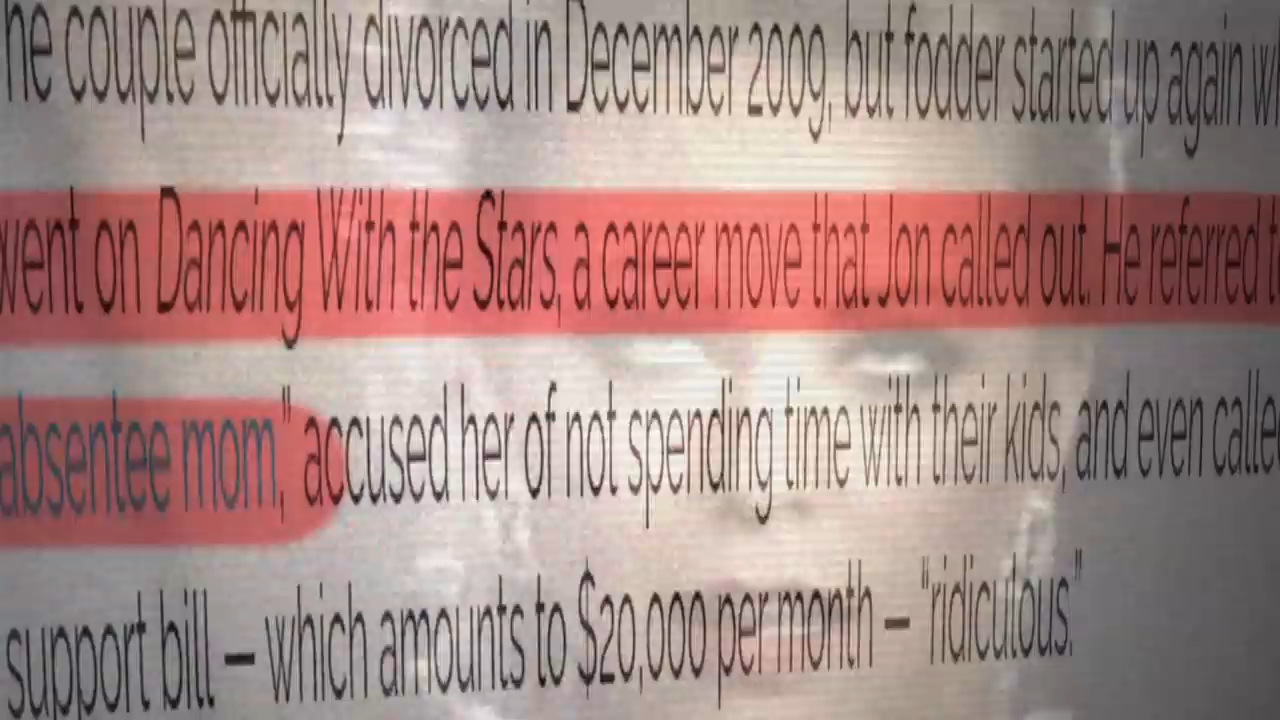 he couple officially divorced in December 2009, but fodder started up again
went on Dancing With the Stars, a career move that Jon called out. He referred
absentee mom," accused her of not spending time with their kids, and even calle
support bill – which amounts to $20,000 per month – "ridiculous."